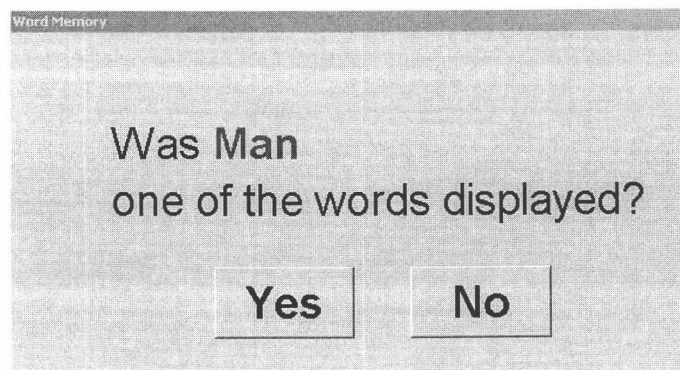 Word Memory
Was Man
one of the words displayed?
Yes No